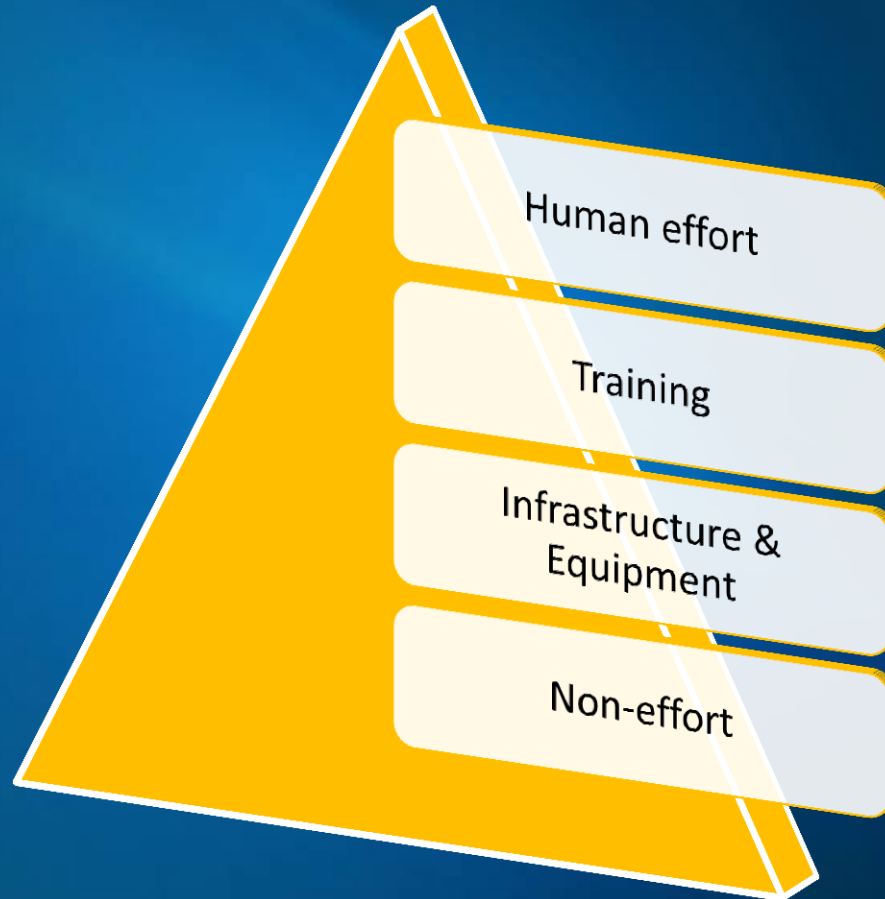 Human effort
Training
Infrastructure &
Equipment
Non-effort